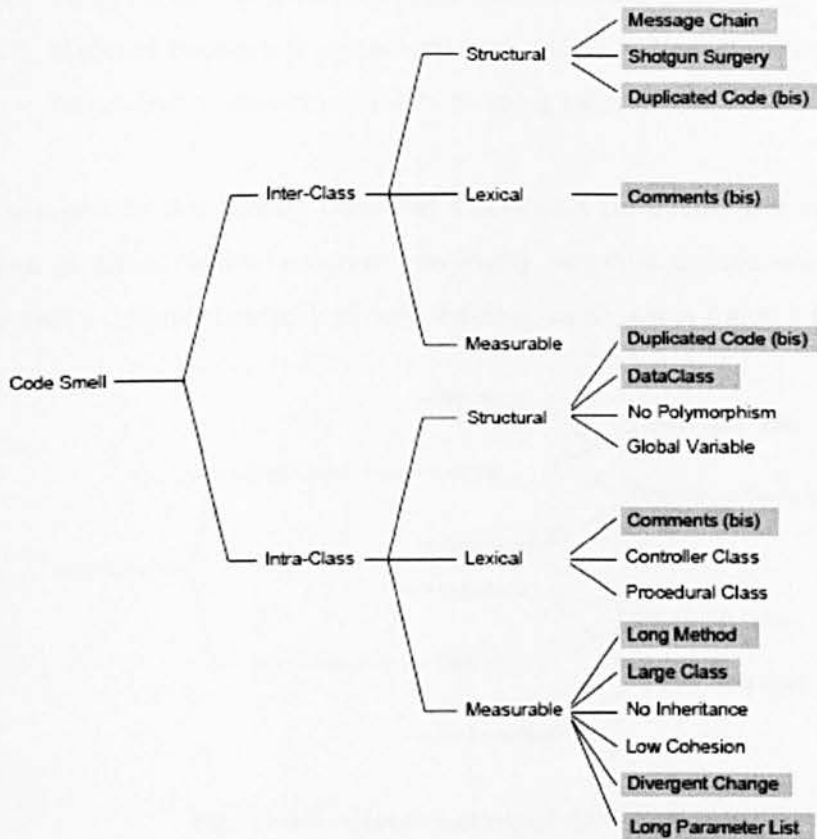 Message Chain
Structural
Shotgun Surgery
Duplicated Code (bis)
Inter-Class
Lexical
Comments (bis)
Measurable
Duplicated Code (bis)
Code Smell
DataClass
Structural
No Polymorphism
Global Variable
Comments (bis)
Intra-Class
Lexical
Controller Class
Procedural Class
Long Method
Large Class
Measurable
No Inheritance
Low Cohesion
Divergent Change
Long Parameter List